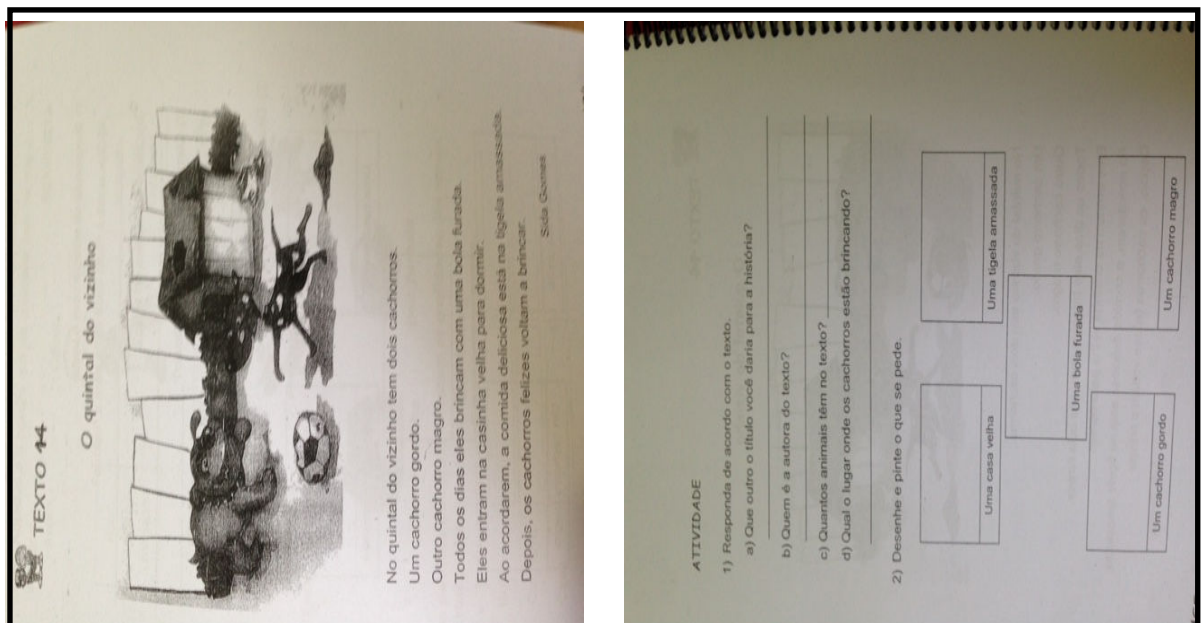 TEXTO 14
O quintal do vizinho
No quintal do vizinho tem dois cachorros.
Um cachorro gordo.
Outro cachorro magro.
Todos os dias eles brincam com uma bola furada.
Eles entram na casinha velha para dormir.
Ao acordarem, a comida deliciosa está na tigela amassada.
Depois, os cachorros felizes voltam a brincar.
Sida Gomes
ATIVIDADE
1) Responda de acordo com o texto.
a) Que outro o título você daria para a história?
b) Quem é a autora do texto?
c) Quantos animais têm no texto?
d) Qual o lugar onde os cachorros estão brincando?
2) Desenhe e pinte o que se pede.
Uma casa velha
Uma tigela amassada
Uma bola furada
Um cachorro gordo
Um cachorro magro